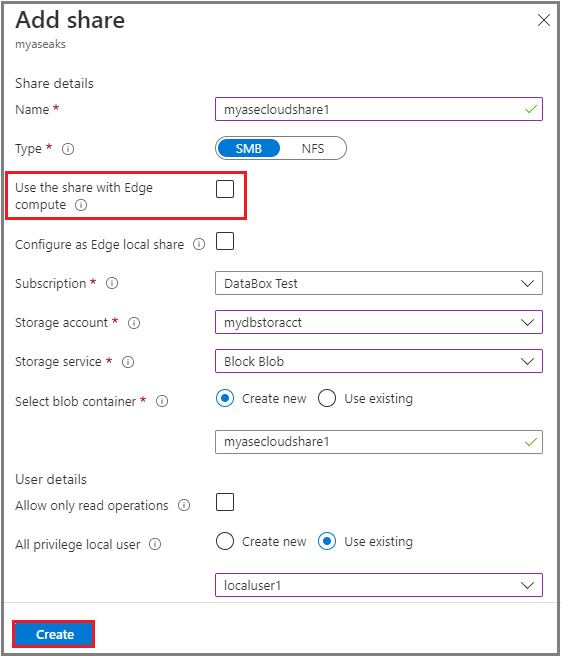 Add share
myaseaks
Share details
Name * myasecloudshare1
Type * SMB NFS
Use the share with Edge
compute
Configure as Edge local share
Subscription * DataBox Test
Storage account * mydbstoracct
Storage service * Block Blob
Select blob container * Create new Use existing
myasecloudshare1
User details
Allow only read operations
All privilege local user Create new Use existing
localuser1
Create